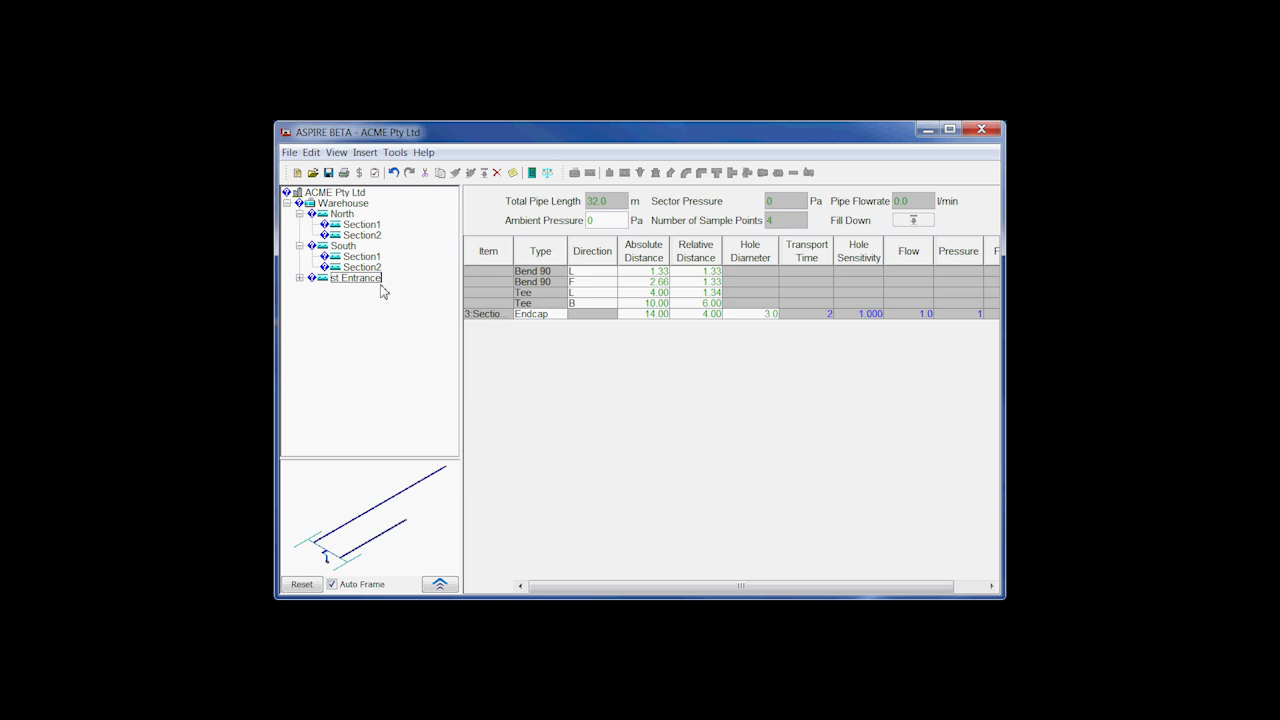 ASPIRE BETA - ACME Pty Ltd
File Edit View Insert Tools Help
ACME Pty Ltd
Warehouse
North
Section1
Section2
South
Section1
Section2
st Entrance
Total Pipe Length 32.0 m Sector Pressure 0 Pa Pipe Flowrate 0.0 l/min
Ambient Pressure 0 Pa Number of Sample Points 4 Fill Down
Item Type Direction Absolute Distance Relative Distance Hole Diameter Transport Time Hole Sensitivity Flow Pressure F
Bend 90 L 1.33 1.33
Bend 90 F 2.66 1.33
Tee L 4.00 1.34
Tee B 10.00 6.00
3:Sectio... Endcap 14.00 4.00 3.0 2 1.000 1.0 1
Reset Auto Frame